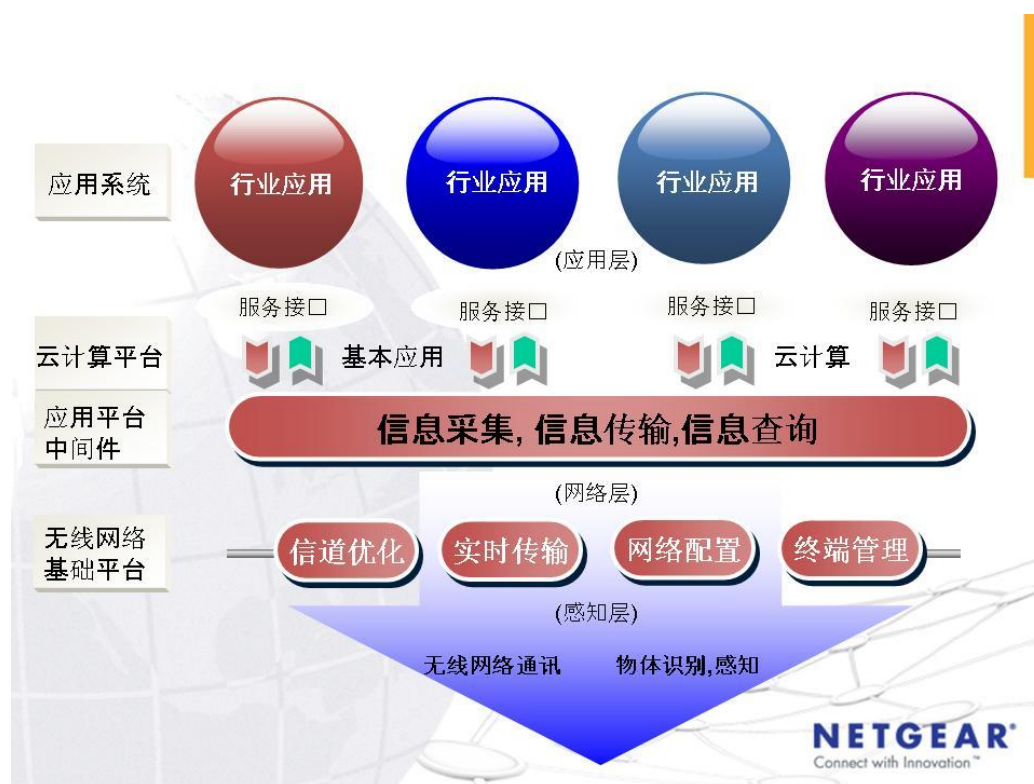 应用系统
行业应用
行业应用
行业应用
行业应用
(应用层)
服务接口
服务接口
服务接口
服务接口
云计算平台
基本应用
云计算
应用平台
中间件
信息采集, 信息传输,信息查询
(网络层)
无线网络
基础平台
信道优化
实时传输
网络配置
终端管理
(感知层)
无线网络通讯
物体识别,感知
NETGEAR®
Connect with Innovation™